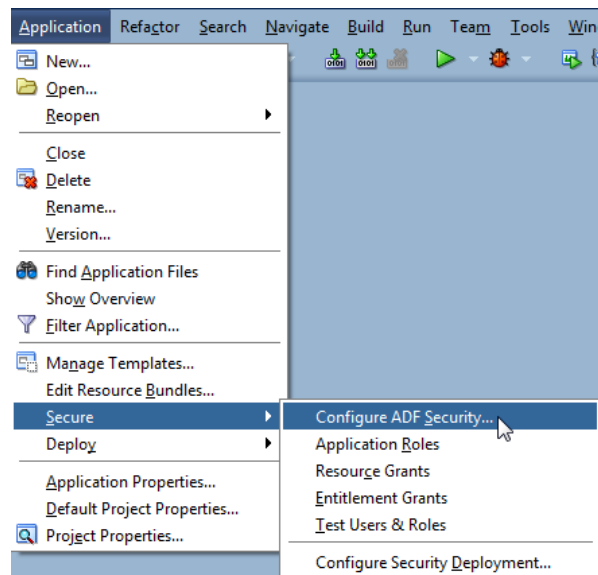 Application Refactor Search Navigate Build Run Team Tools Win
New...
Open...
Reopen
Close
Delete
Rename...
Version...
Find Application Files
Show Overview
Filter Application...
Manage Templates...
Edit Resource Bundles...
Secure
Configure ADF Security...
Deploy
Application Roles
Resource Grants
Application Properties...
Entitlement Grants
Default Project Properties...
Test Users & Roles
Project Properties...
Configure Security Deployment...